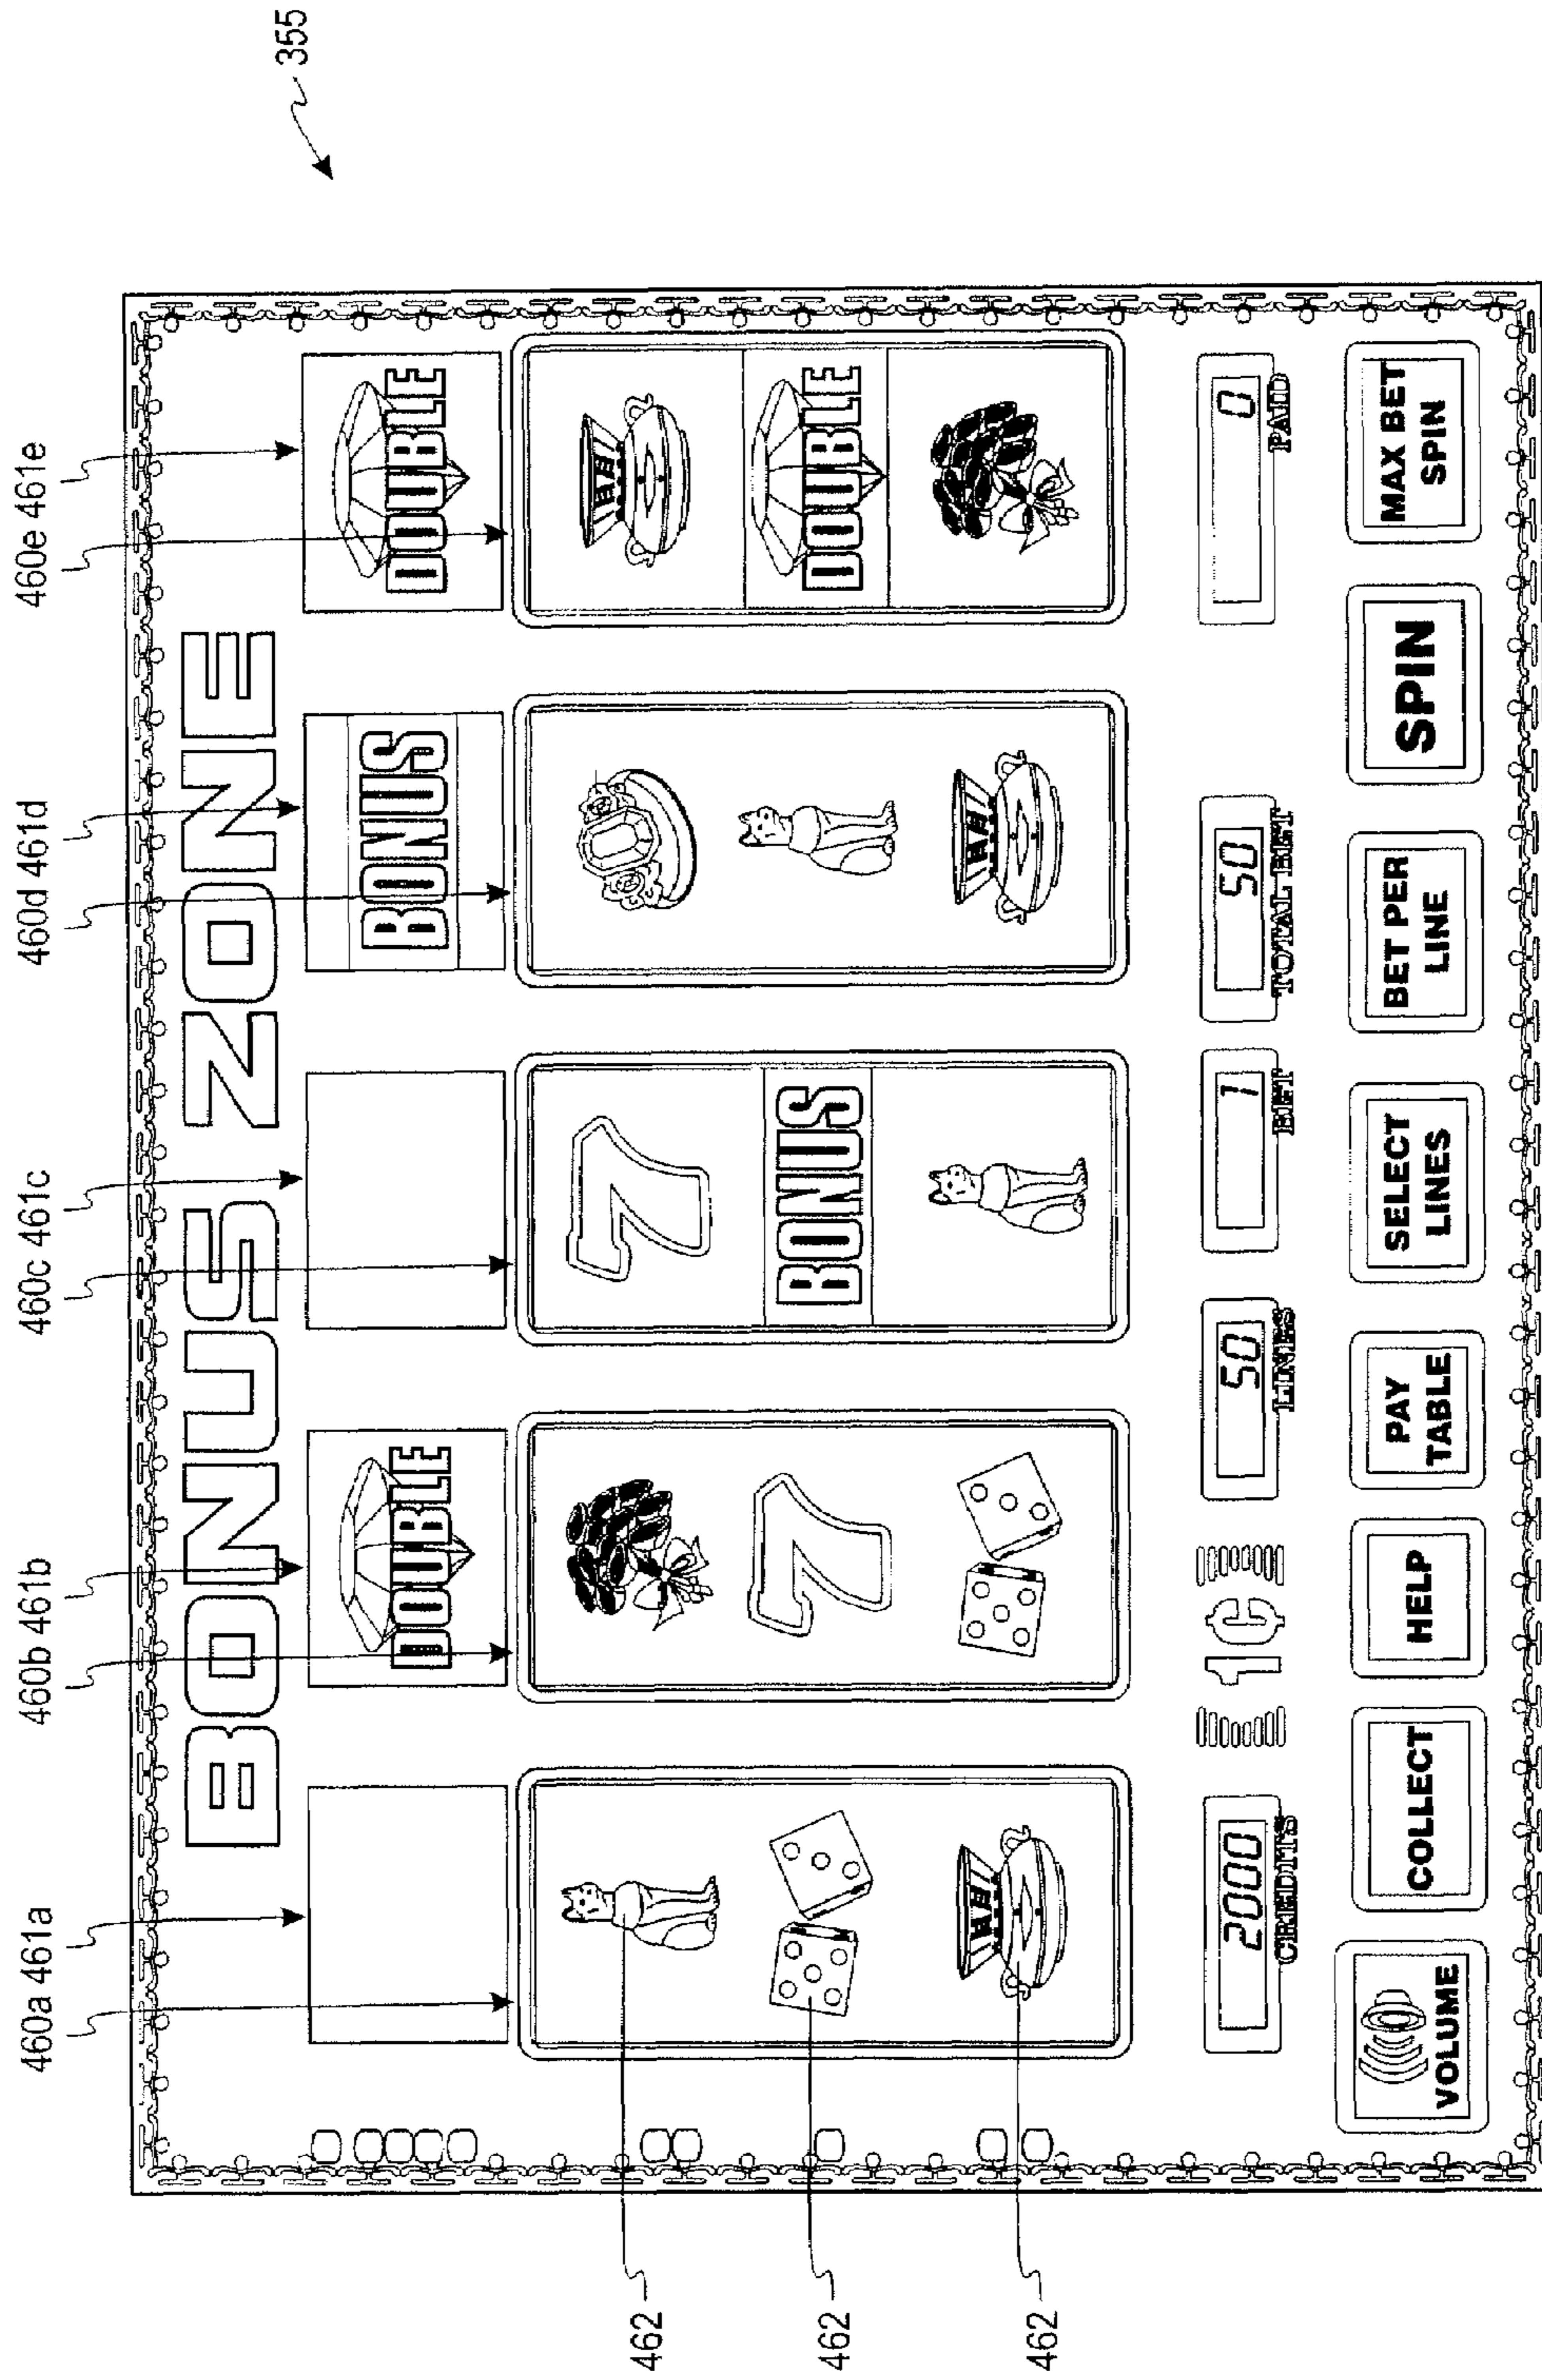 460a 461a
460b 461b
460c 461c
460d 461d
460e 461e
355
BONUS ZONE
DOUBLE
BONUS
DOUBLE
462
7
462
7
BONUS
DOUBLE
462
2000
CREDITS
1¢
50
LINES
1
BET
50
TOTAL BET
0
PAID
VOLUME
COLLECT
HELP
PAY
TABLE
SELECT
LINES
BET PER
LINE
SPIN
MAX BET
SPIN